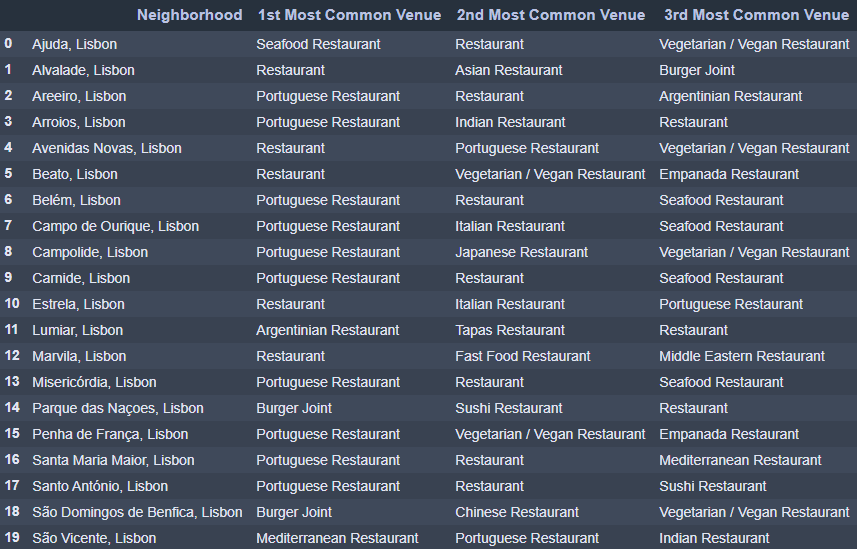 Neighborhood 1st Most Common Venue 2nd Most Common Venue 3rd Most Common Venue
0 Ajuda, Lisbon Seafood Restaurant Restaurant Vegetarian / Vegan Restaurant
1 Alvalade, Lisbon Restaurant Asian Restaurant Burger Joint
2 Areeiro, Lisbon Portuguese Restaurant Restaurant Argentinian Restaurant
3 Arroios, Lisbon Portuguese Restaurant Indian Restaurant Restaurant
4 Avenidas Novas, Lisbon Restaurant Portuguese Restaurant Vegetarian / Vegan Restaurant
5 Beato, Lisbon Restaurant Vegetarian / Vegan Restaurant Empanada Restaurant
6 Belém, Lisbon Portuguese Restaurant Restaurant Seafood Restaurant
7 Campo de Ourique, Lisbon Portuguese Restaurant Italian Restaurant Seafood Restaurant
8 Campolide, Lisbon Portuguese Restaurant Japanese Restaurant Vegetarian / Vegan Restaurant
9 Carnide, Lisbon Portuguese Restaurant Restaurant Seafood Restaurant
10 Estrela, Lisbon Restaurant Italian Restaurant Portuguese Restaurant
11 Lumiar, Lisbon Argentinian Restaurant Tapas Restaurant Restaurant
12 Marvila, Lisbon Restaurant Fast Food Restaurant Middle Eastern Restaurant
13 Misericórdia, Lisbon Portuguese Restaurant Restaurant Seafood Restaurant
14 Parque das Naçoes, Lisbon Burger Joint Sushi Restaurant Restaurant
15 Penha de França, Lisbon Portuguese Restaurant Vegetarian / Vegan Restaurant Empanada Restaurant
16 Santa Maria Maior, Lisbon Portuguese Restaurant Restaurant Mediterranean Restaurant
17 Santo António, Lisbon Portuguese Restaurant Restaurant Sushi Restaurant
18 São Domingos de Benfica, Lisbon Burger Joint Chinese Restaurant Vegetarian / Vegan Restaurant
19 São Vicente, Lisbon Mediterranean Restaurant Portuguese Restaurant Indian Restaurant